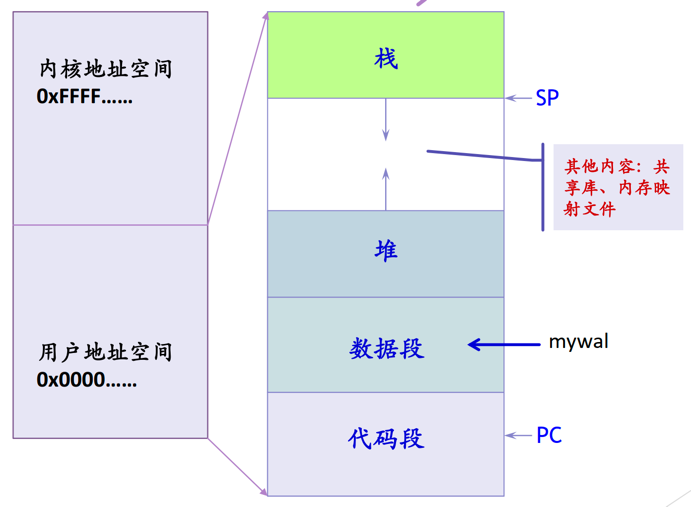 内核地址空间
0xFFFF……
用户地址空间
0x0000……
栈
SP
其他内容：共
享库、内存映
射文件
堆
数据段
mywal
代码段
PC